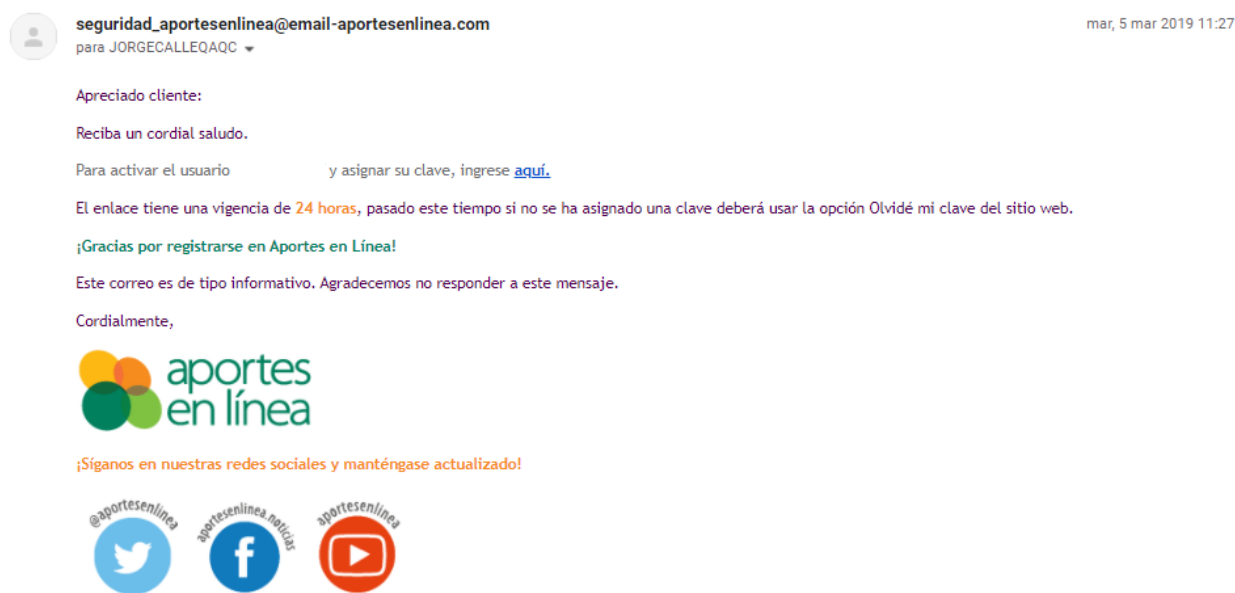 seguridad_aportesenlinea@email-aportesenlinea.com
mar, 5 mar 2019 11:27
para JORGECALLEQAQC
Apreciado cliente:
Reciba un cordial saludo.
Para activar el usuario y asignar su clave, ingrese aquí.
El enlace tiene una vigencia de 24 horas, pasado este tiempo si no se ha asignado una clave deberá usar la opción Olvidé mi clave del sitio web.
¡Gracias por registrarse en Aportes en Línea!
Este correo es de tipo informativo. Agradecemos no responder a este mensaje.
Cordialmente,
aportes
en línea
¡Síganos en nuestras redes sociales y manténgase actualizado!
@aportesenlinea
aportesenlinea.noticias
aportesenlinea